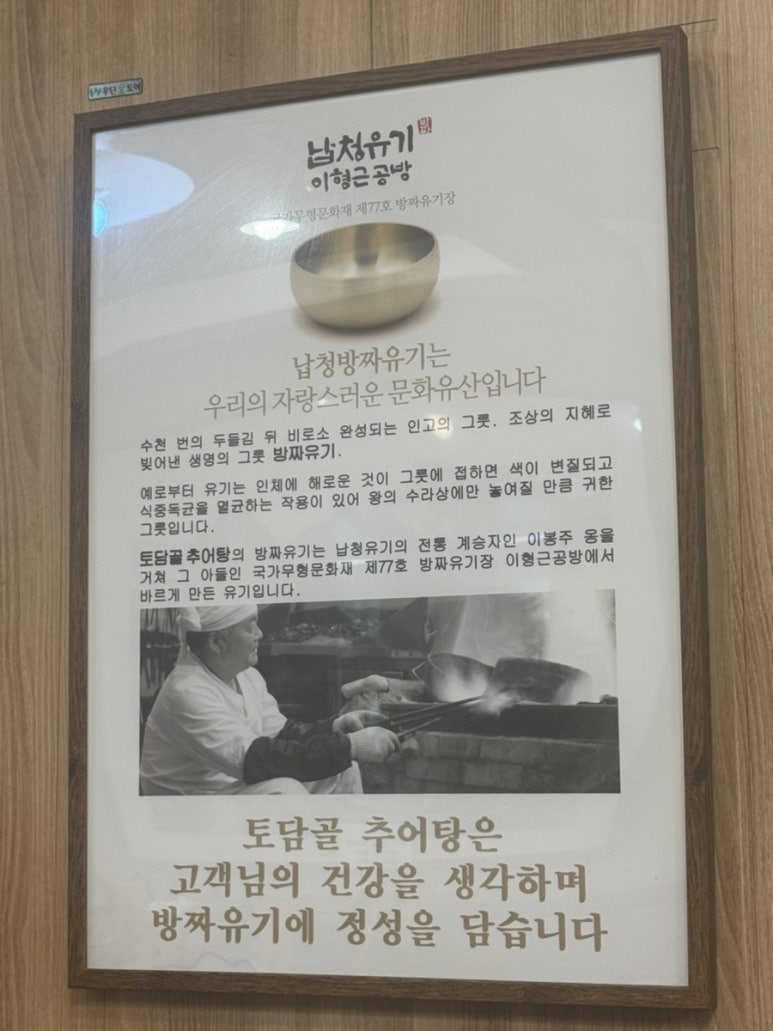 우드솔도어
납청유기
방짜
이형근 공방
국가무형문화재 제77호 방짜유기장
납청방짜유기는
우리의 자랑스러운 문화유산입니다
수천 번의 두들김 뒤 비로소 완성되는 인고의 그릇. 조상의 지혜로
빚어낸 생명의 그릇 방짜유기.
예로부터 유기는 인체에 해로운 것이 그릇에 접하면 색이 변질되고
식중독균을 멸균하는 작용이 있어 왕의 수라상에만 놓여질 만큼 귀한
그릇입니다.
토담골 추어탕의 방짜유기는 납청유기의 전통 계승자인 이봉주 옹을
거쳐 그 아들인 국가무형문화재 제77호 방짜유기장 이형근공방에서
바르게 만든 유기입니다.
토담골 추어탕은
고객님의 건강을 생각하며
방짜유기에 정성을 담습니다